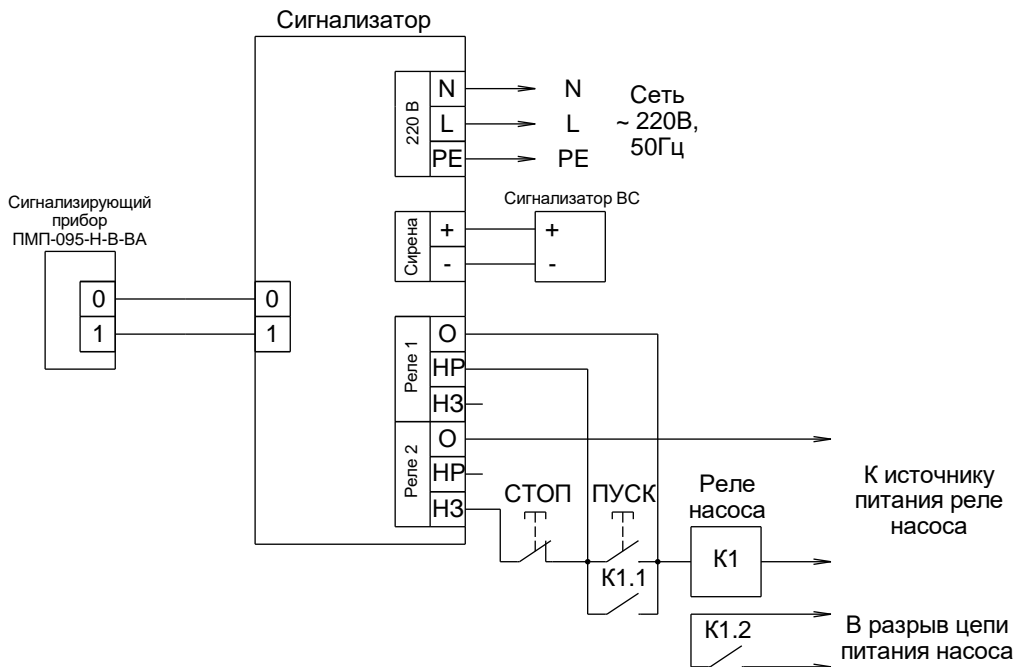 Сигнализатор
220 В
N
L
PE
N
L
PE
Сеть
~ 220В,
50Гц
Сигнализирующий
прибор
ПМП-095-Н-В-ВА
0
1
0
1
Сирена
+
-
Сигнализатор ВС
+
-
Реле 1
О
НР
НЗ
Реле 2
О
НР
НЗ
СТОП
ПУСК
К1.1
Реле
насоса
К1
К источнику
питания реле
насоса
К1.2
В разрыв цепи
питания насоса